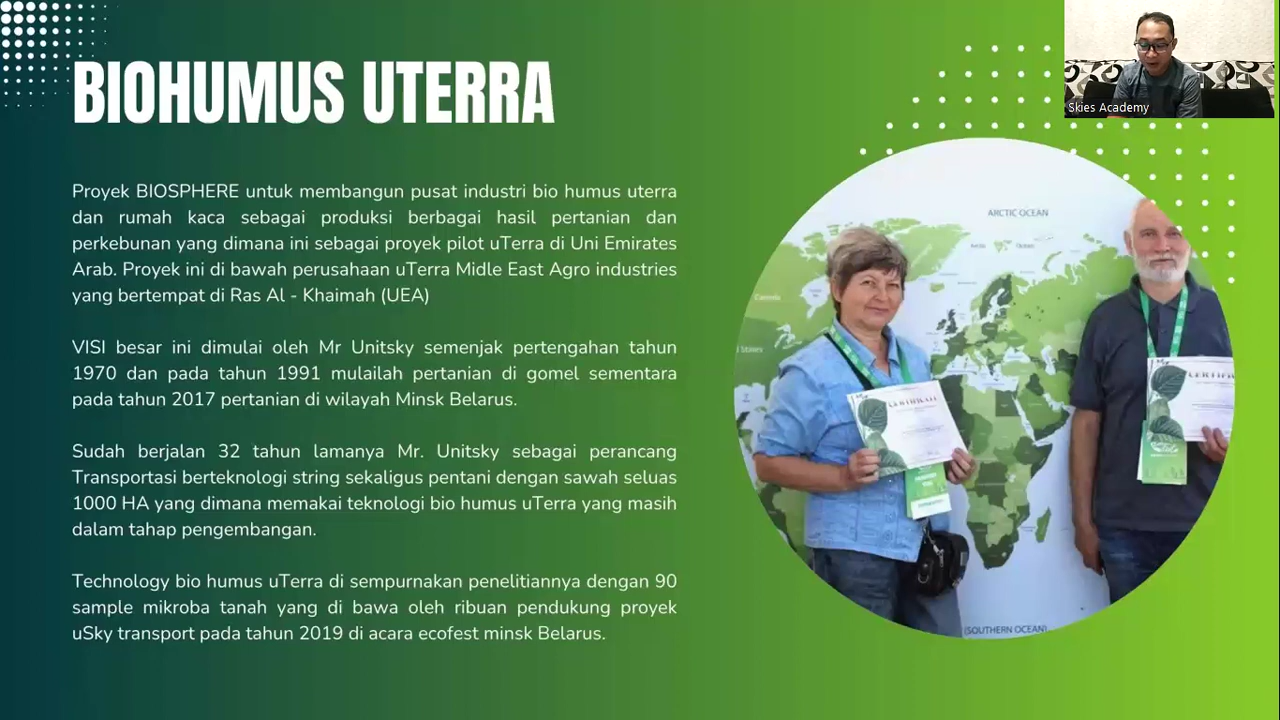 BIOHUMUS UTERRA
Skies Academy
Proyek BIOSPHERE untuk membangun pusat industri bio humus uterra
dan rumah kaca sebagai produksi berbagai hasil pertanian dan
perkebunan yang dimana ini sebagai proyek pilot uTerra di Uni Emirates
Arab. Proyek ini di bawah perusahaan uTerra Midle East Agro industries
yang bertempat di Ras Al - Khaimah (UEA)
VISI besar ini dimulai oleh Mr Unitsky semenjak pertengahan tahun
1970 dan pada tahun 1991 mulailah pertanian di gomel sementara
pada tahun 2017 pertanian di wilayah Minsk Belarus.
Sudah berjalan 32 tahun lamanya Mr. Unitsky sebagai perancang
Transportasi berteknologi string sekaligus pentani dengan sawah seluas
1000 HA yang dimana memakai teknologi bio humus uTerra yang masih
dalam tahap pengembangan.
Technology bio humus uTerra di sempurnakan penelitiannya dengan 90
sample mikroba tanah yang di bawa oleh ribuan pendukung proyek
uSky transport pada tahun 2019 di acara ecofest minsk Belarus.
ARCTIC OCEAN
Canada
CERTIFICATE
(SOUTHERN OCEAN)